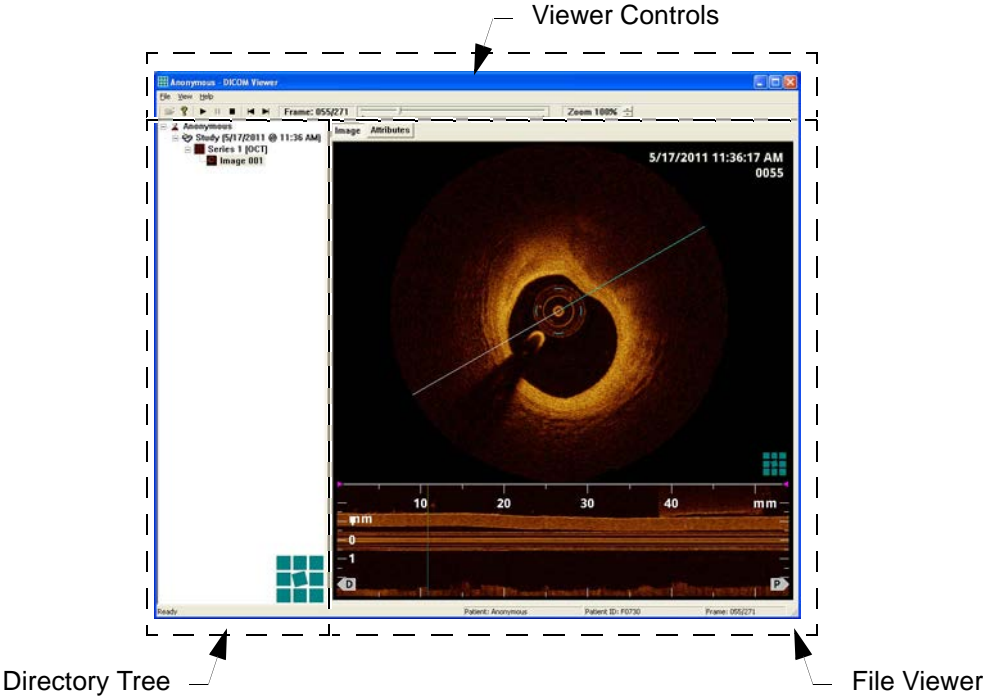 Viewer Controls
Anonymous - DICOM Viewer
File View Help
Frame: 055/271 Zoom 100%
Anonymous
Study (5/17/2011 @ 11:36 AM)
Series 1 [OCT]
Image 001
Image Attributes
5/17/2011 11:36:17 AM
0055
10 20 30 40 mm
mm
0
1
D P
Ready Patient: Anonymous Patient ID: F0730 Frame: 055/271
Directory Tree File Viewer